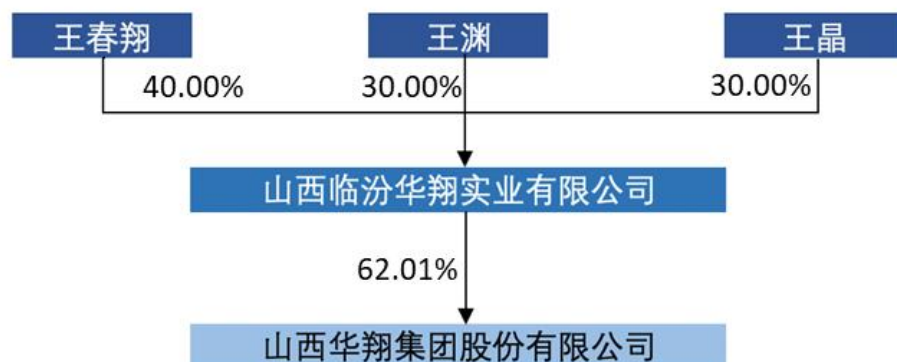 王春翔
王渊
王晶
40.00%
30.00%
30.00%
山西临汾华翔实业有限公司
62.01%
山西华翔集团股份有限公司